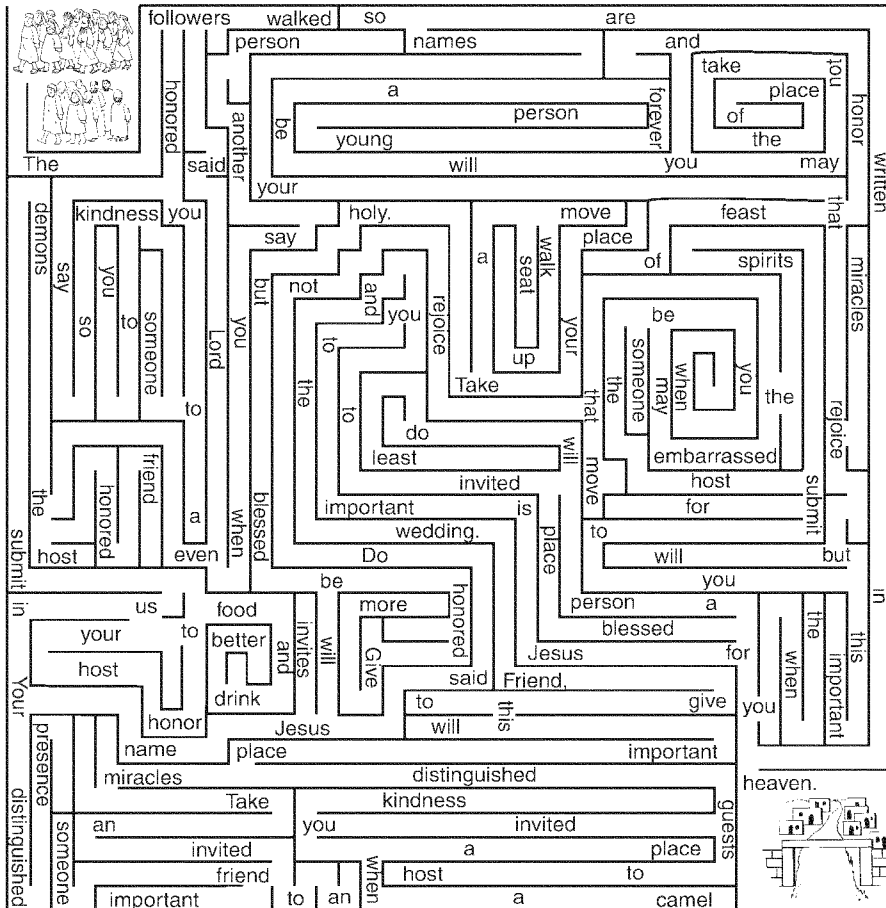 followers walked so are
person names and
take you
a place
honored be person forever of honor
another young the
The said will you may written
your
kindness you holy. move feast that
demons say place
say you but not a seat walk of spirits miracles
so to someone Lord you and you rejoice your be
to the up someone the when may you the
to Take that
to do rejoice
least will embarrassed
friend invited move host
the honored a when blessed important is for submit
wedding. place to
host even Do will but
submit be you
in us food more honored person a in
your to better invites will blessed the this
host and Give Jesus for when important
Your drink said Friend,
honor to this give you
Jesus will
name place important
presence miracles distinguished heaven.
Take kindness guests
distinguished someone an you invited
invited a place
friend when host to
important to an a camel